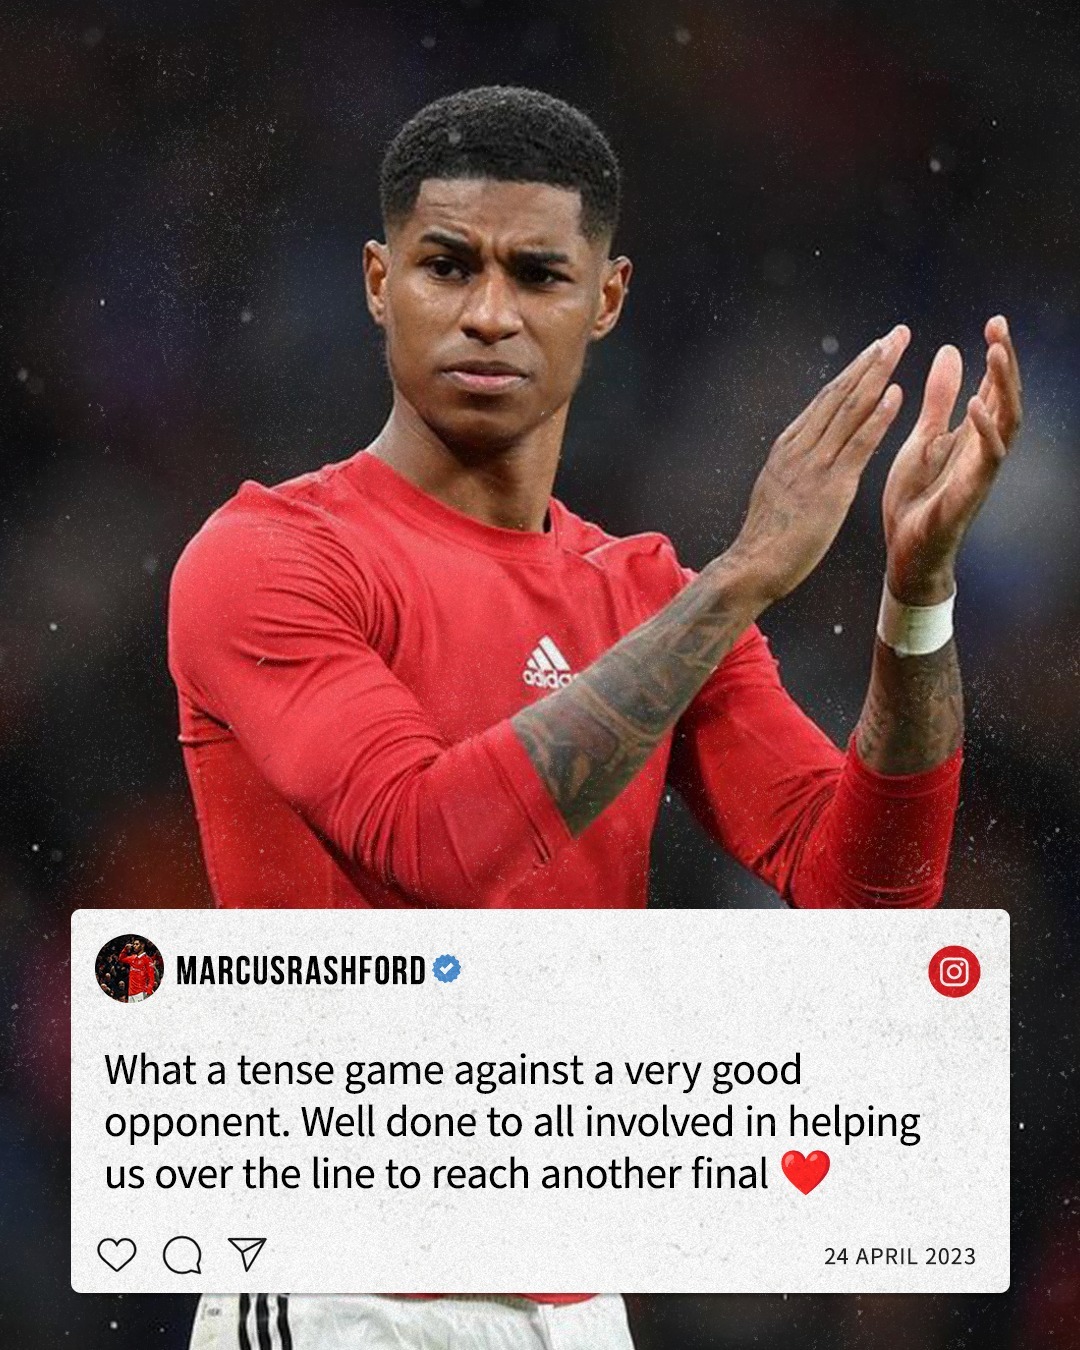 adidas
MARCUSRASHFORD
What a tense game against a very good
opponent. Well done to all involved in helping
us over the line to reach another final ❤️
24 APRIL 2023